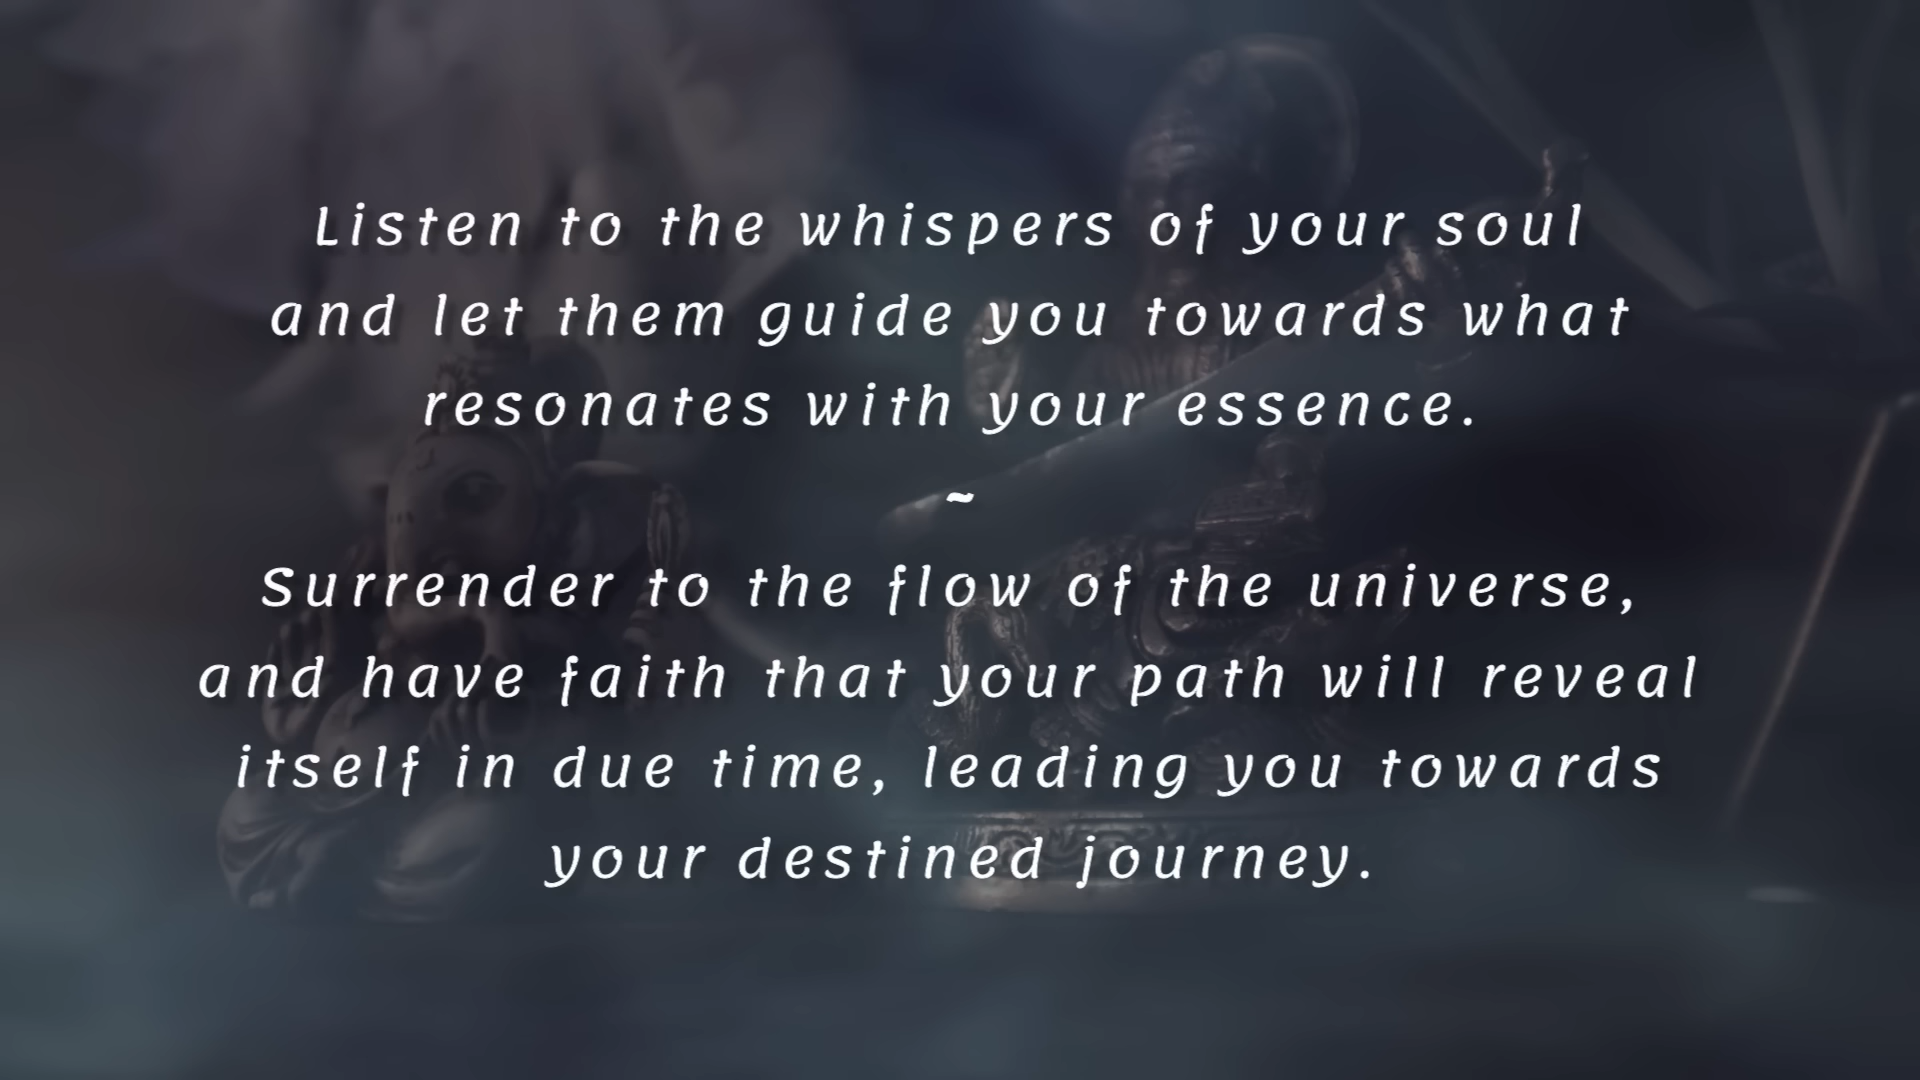 Listen to the whispers of your soul
and let them guide you towards what
resonates with your essence.
~
Surrender to the flow of the universe,
and have faith that your path will reveal
itself in due time, leading you towards
your destined journey.